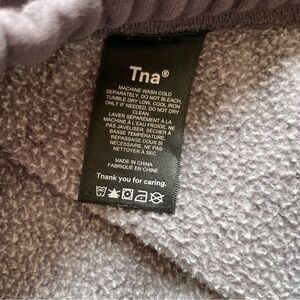 Tna®
MACHINE WASH COLD
SEPARATELY. DO NOT BLEACH.
TUMBLE DRY LOW. COOL IRON
ONLY IF NEEDED. DO NOT DRY
CLEAN.
LAVER SÉPARÉMENT À LA
MACHINE À L'EAU FROIDE. NE
PAS JAVELLISER. SÉCHER À
BASSE TEMPÉRATURE.
REPASSAGE DOUX SI
NÉCESSAIRE. NE PAS
NETTOYER À SEC.
MADE IN CHINA
FABRIQUÉ EN CHINE
Tnank you for caring.